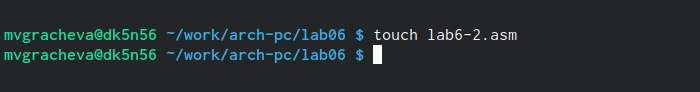 mvgracheva@dk5n56 ~/work/arch-pc/lab06 $ touch lab6-2.asm
mvgracheva@dk5n56 ~/work/arch-pc/lab06 $